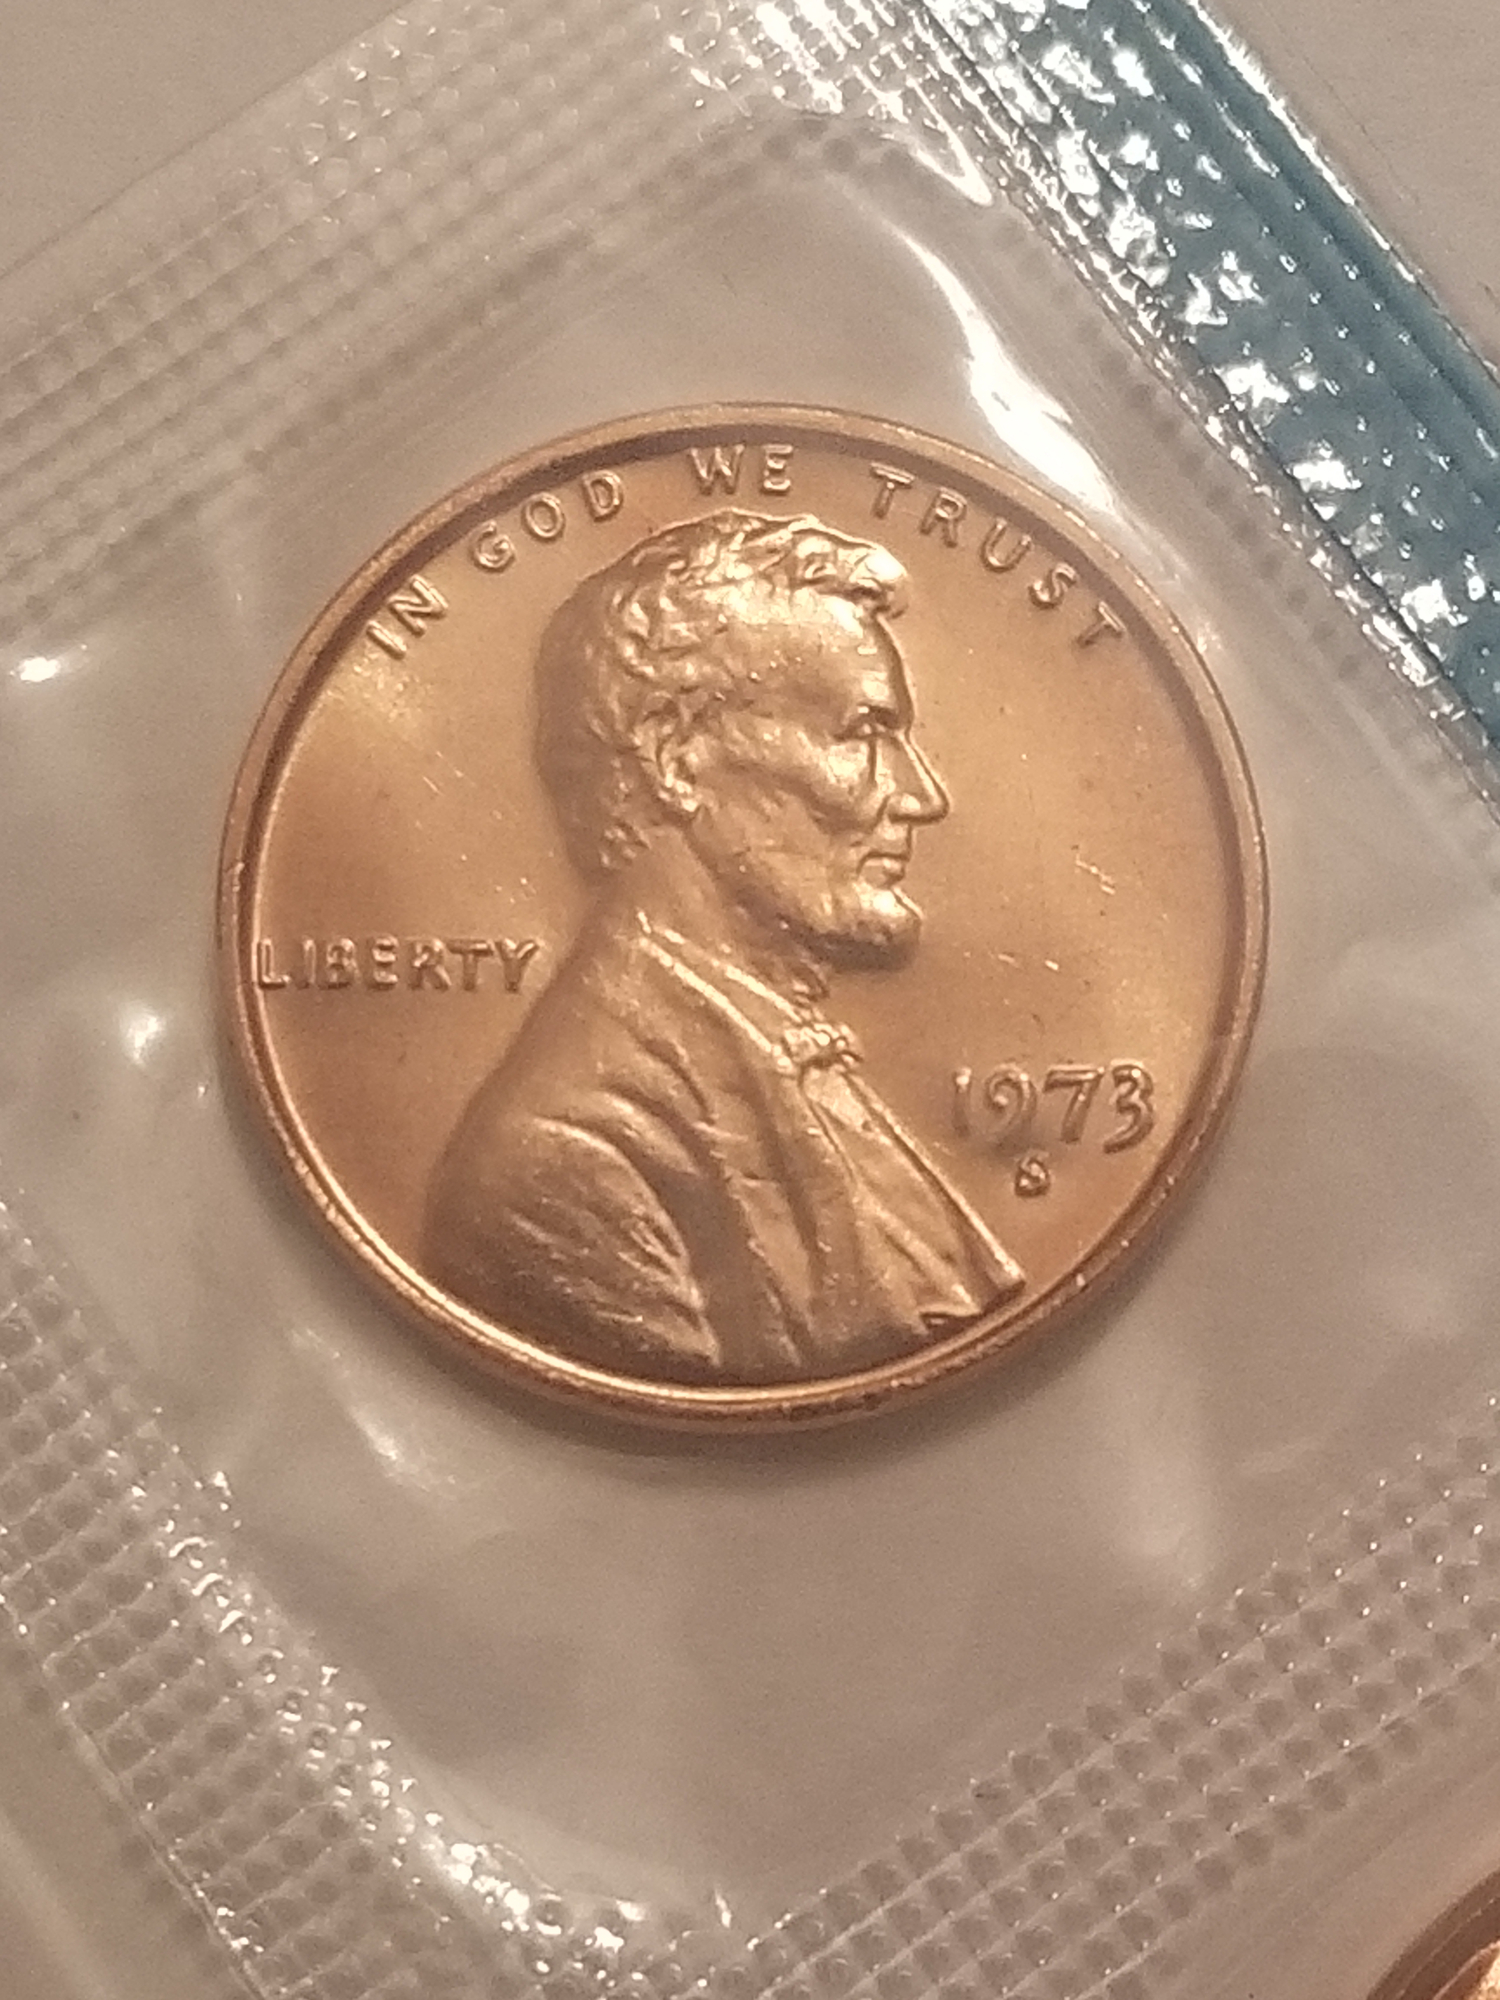 IN GOD WE TRUST
LIBERTY
1973
S